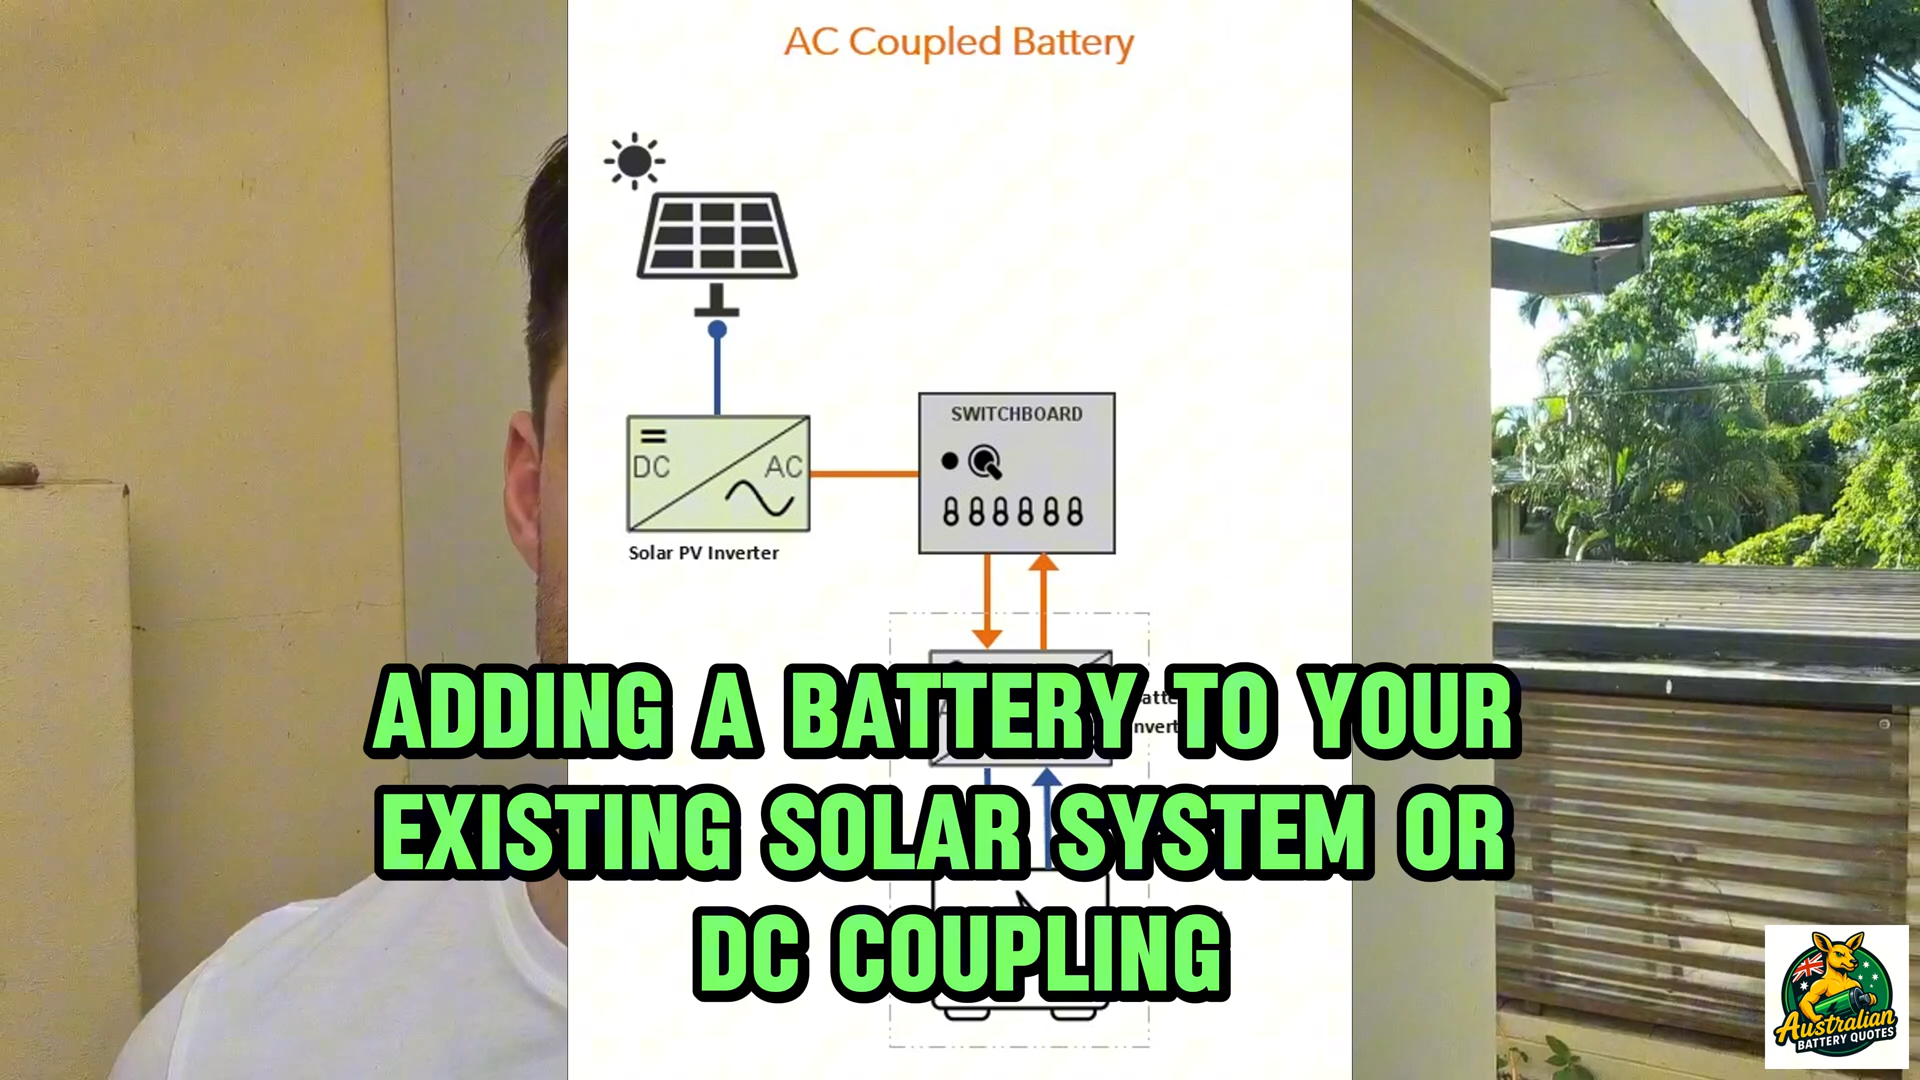 AC Coupled Battery
SWITCHBOARD
DC
AC
Solar PV Inverter
ADDING A BATTERY TO YOUR
EXISTING SOLAR SYSTEM OR
DC COUPLING
Australian
BATTERY QUOTES